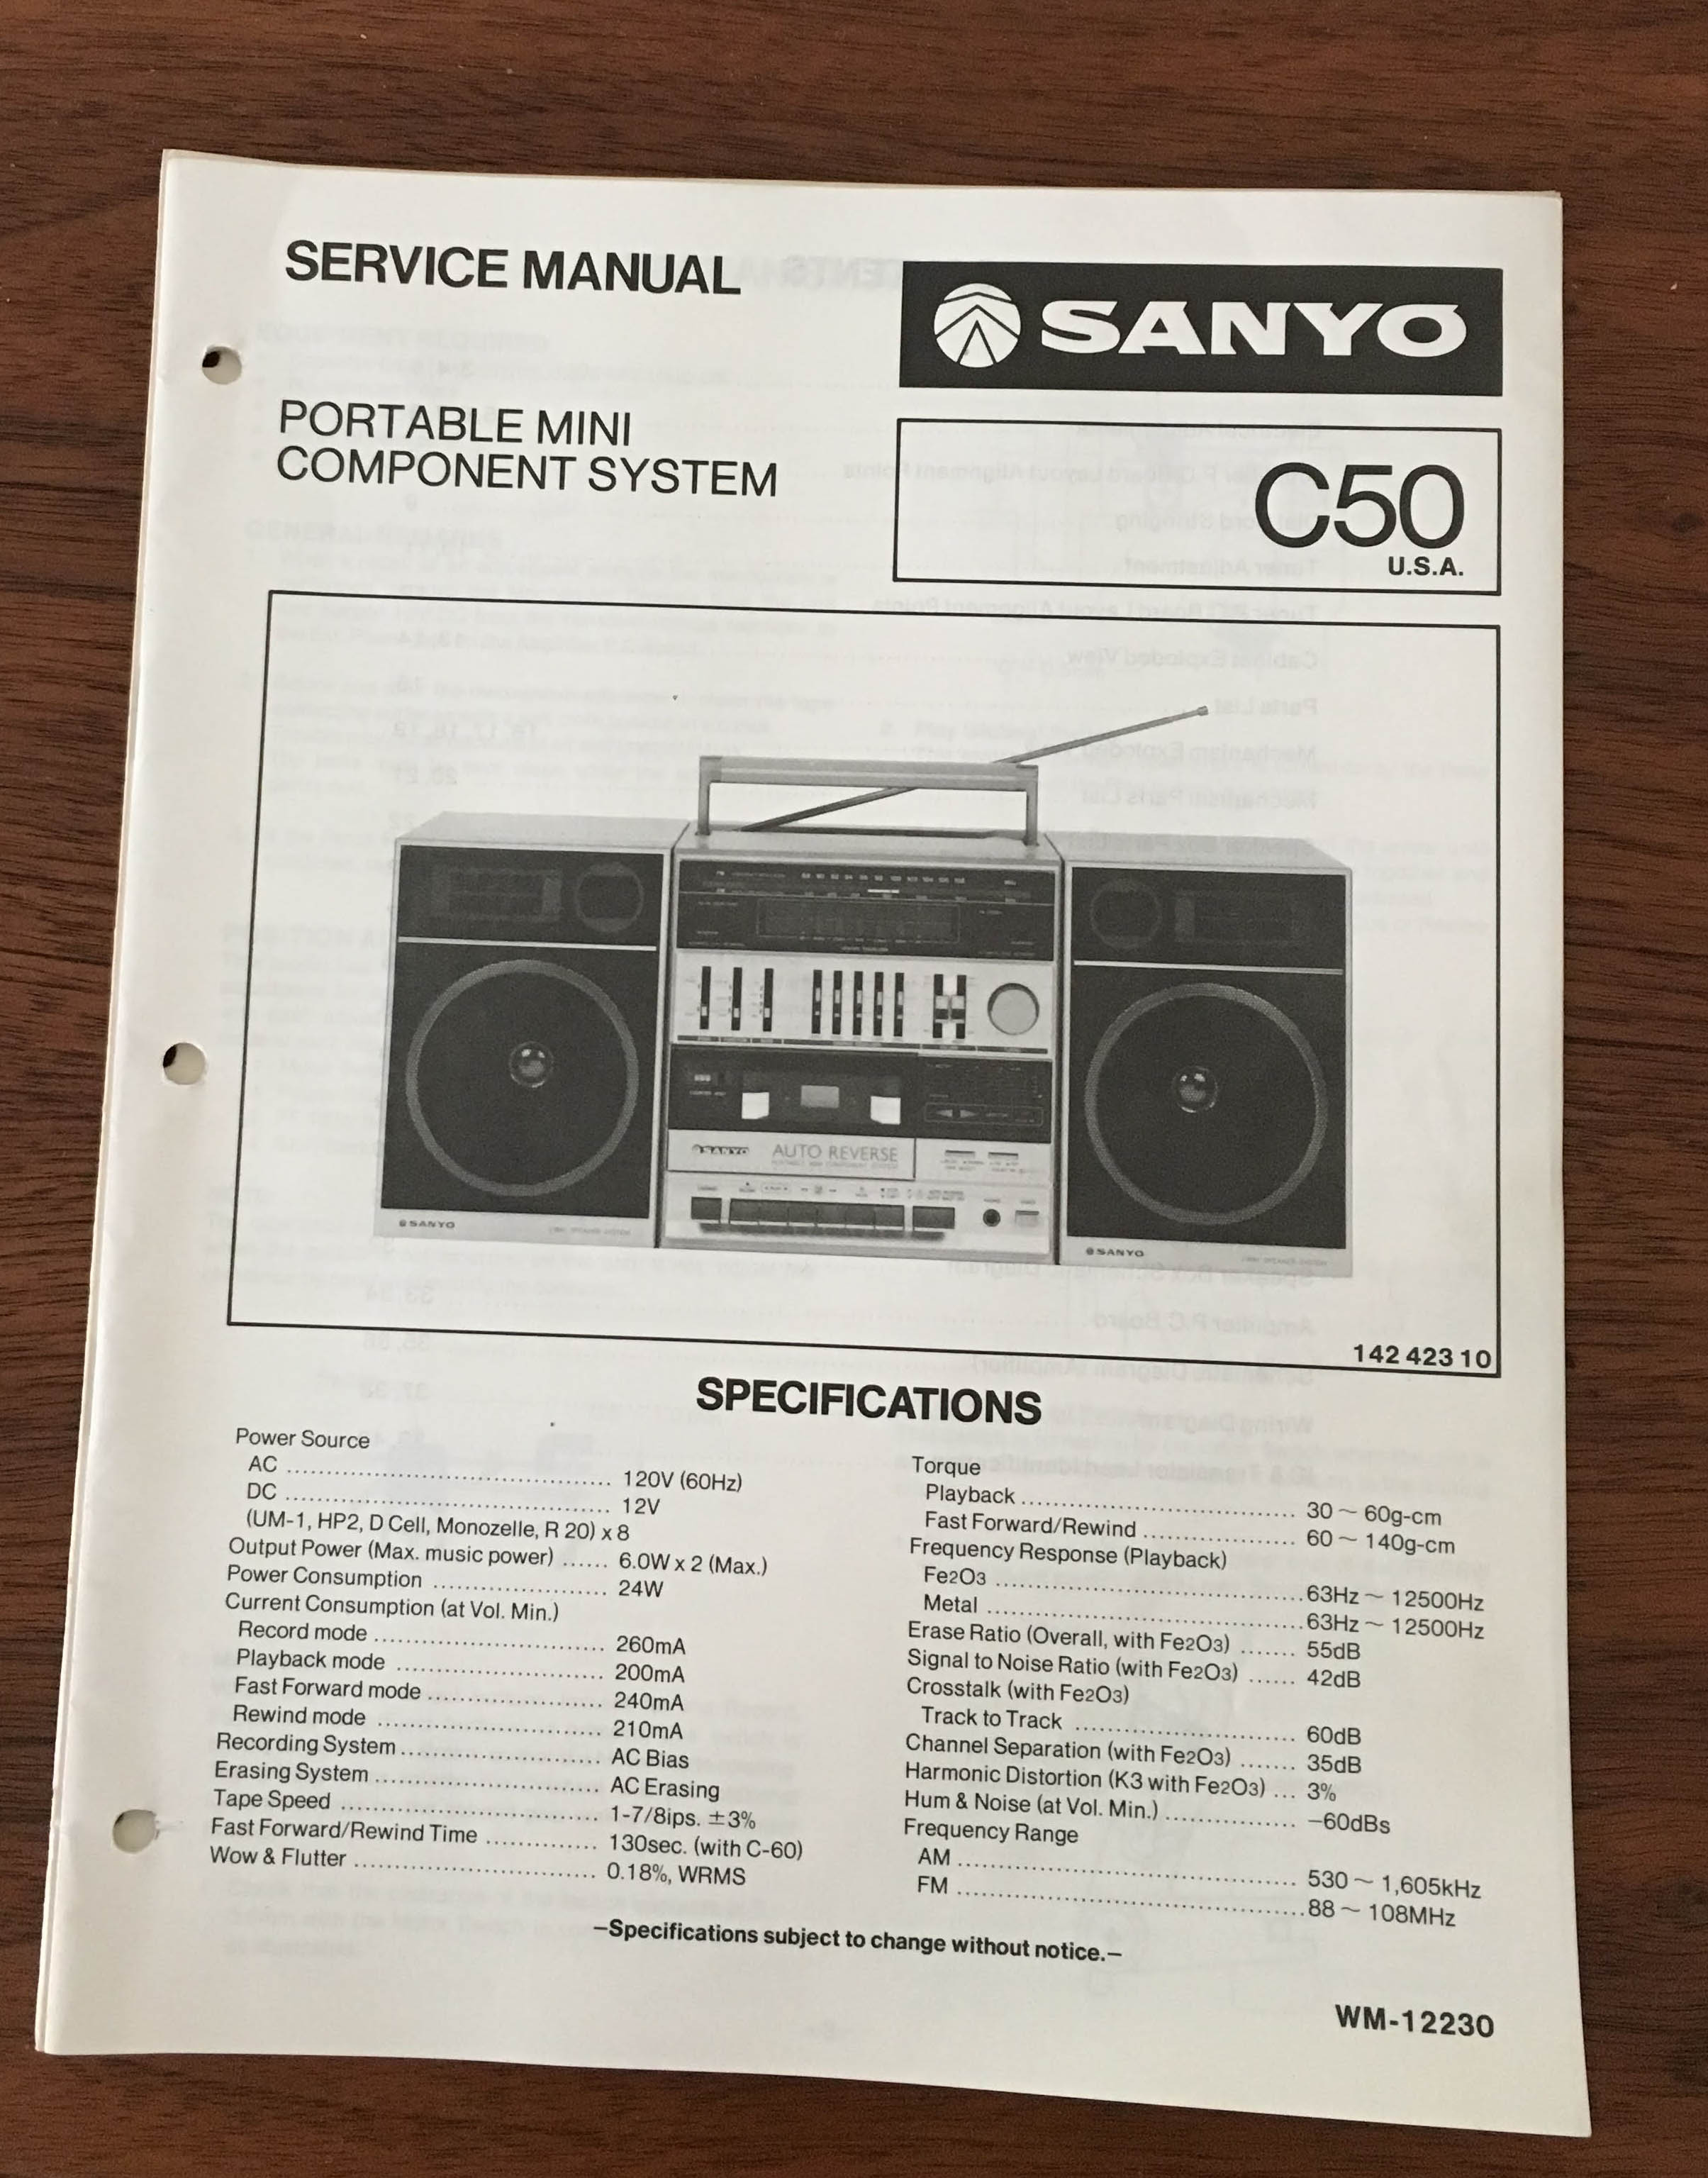 SERVICE MANUAL
SANYO
PORTABLE MINI
COMPONENT SYSTEM
C50
U.S.A.
SANYO
AUTO REVERSE
SANYO
SANYO
142 423 10
SPECIFICATIONS
Power Source
AC ........................................ 120V (60Hz)
DC ........................................ 12V
(UM-1, HP2, D Cell, Monozelle, R 20) x 8
Output Power (Max. music power) ...... 6.0W x 2 (Max.)
Power Consumption ...................... 24W
Current Consumption (at Vol. Min.)
Record mode ............................. 260mA
Playback mode .......................... 200mA
Fast Forward mode ...................... 240mA
Rewind mode ............................ 210mA
Recording System ......................... AC Bias
Erasing System ............................ AC Erasing
Tape Speed ................................ 1-7/8ips. ±3%
Fast Forward/Rewind Time .............. 130sec. (with C-60)
Wow & Flutter .............................. 0.18%, WRMS
Torque
Playback .................................. 30 ~ 60g-cm
Fast Forward/Rewind ................... 60 ~ 140g-cm
Frequency Response (Playback)
Fe2O3 ...................................... 63Hz ~ 12500Hz
Metal ....................................... 63Hz ~ 12500Hz
Erase Ratio (Overall, with Fe2O3) ....... 55dB
Signal to Noise Ratio (with Fe2O3) ...... 42dB
Crosstalk (with Fe2O3)
Track to Track ........................... 60dB
Channel Separation (with Fe2O3) ....... 35dB
Harmonic Distortion (K3 with Fe2O3) ... 3%
Hum & Noise (at Vol. Min.) ................ −60dBs
Frequency Range
AM .......................................... 530 ~ 1,605kHz
FM .......................................... 88 ~ 108MHz
–Specifications subject to change without notice.–
WM-12230